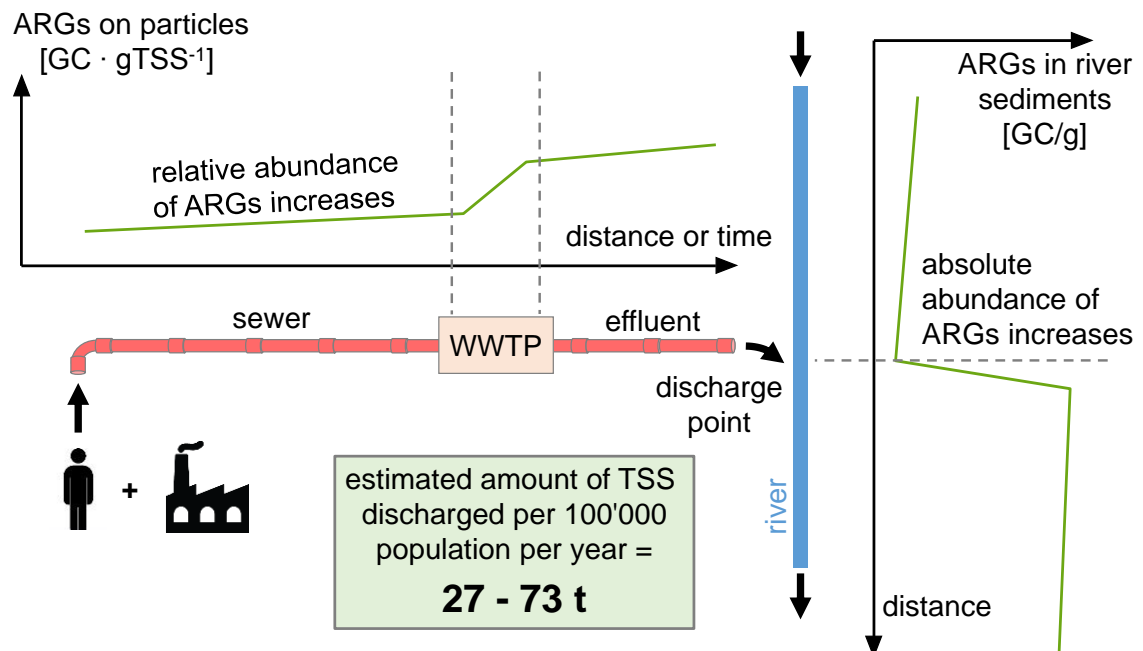 ARGs on particles
[GC · gTSS⁻¹]
relative abundance
of ARGs increases
distance or time
sewer
WWTP
effluent
discharge
point
+
estimated amount of TSS
discharged per 100'000
population per year =
27 - 73 t
river
ARGs in river
sediments
[GC/g]
absolute
abundance of
ARGs increases
distance